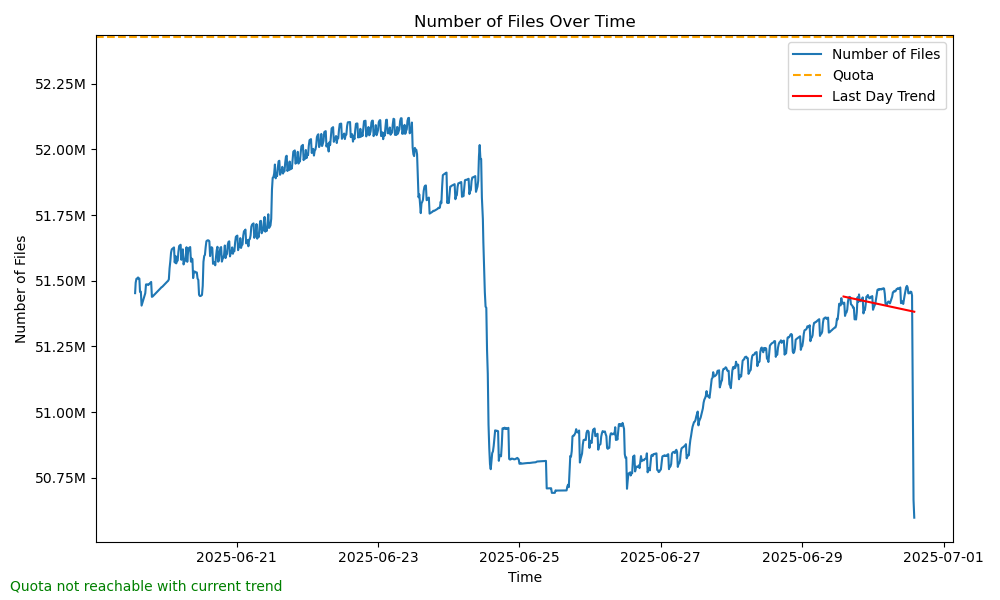 Number of Files Over Time
Number of Files
Quota
Last Day Trend
52.25M
52.00M
51.75M
51.50M
51.25M
51.00M
50.75M
Number of Files
2025-06-21
2025-06-23
2025-06-25
2025-06-27
2025-06-29
2025-07-01
Time
Quota not reachable with current trend